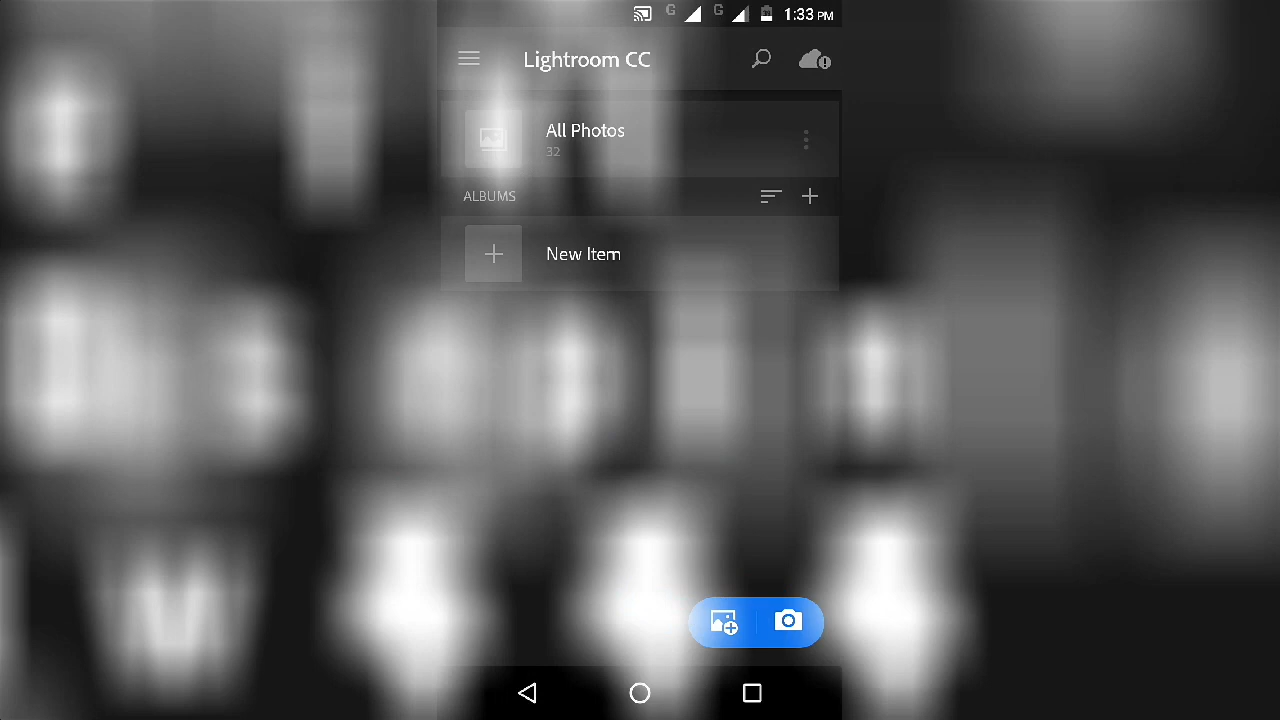 G G 1:33 PM
Lightroom CC
All Photos
32
ALBUMS
New Item